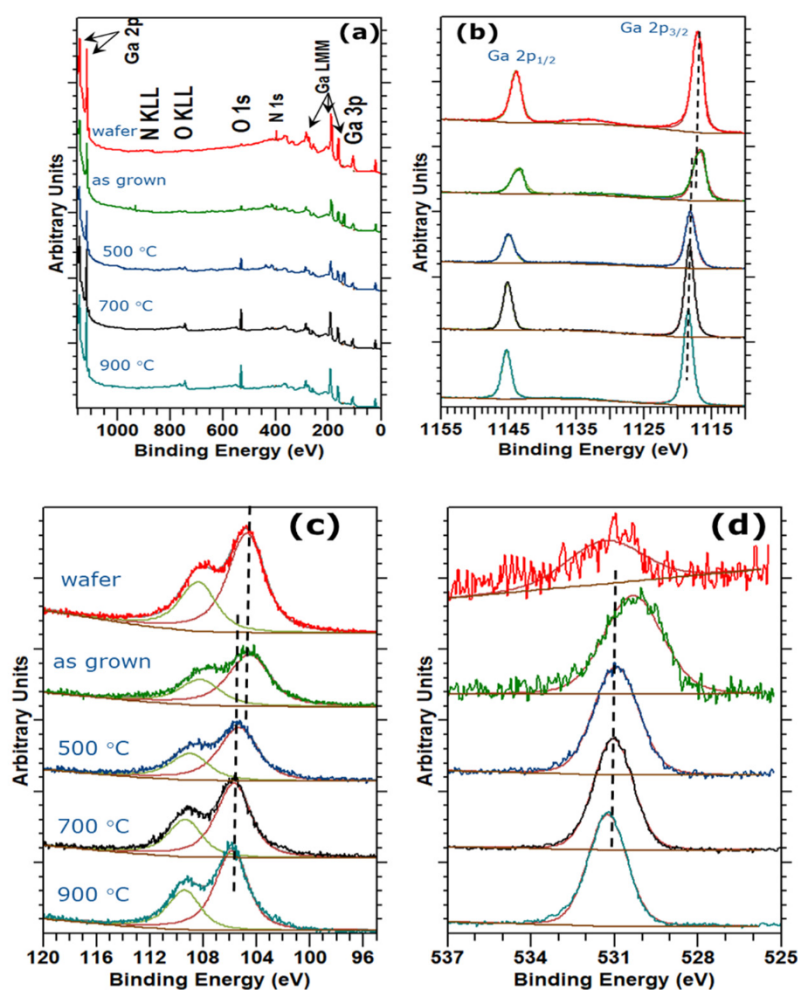 (a)
Ga 2p
N KLL
O KLL
O 1s
N 1s
Ga LMM
Ga 3p
wafer
as grown
500 °C
700 °C
900 °C
Arbitrary Units
1000 800 600 400 200 0
Binding Energy (eV)
(b)
Ga 2p3/2
Ga 2p1/2
Arbitrary Units
1155 1145 1135 1125 1115
Binding Energy (eV)
(c)
wafer
as grown
500 °C
700 °C
900 °C
Arbitrary Units
120 116 112 108 104 100 96
Binding Energy (eV)
(d)
Arbitrary Units
537 534 531 528 525
Binding Energy (eV)